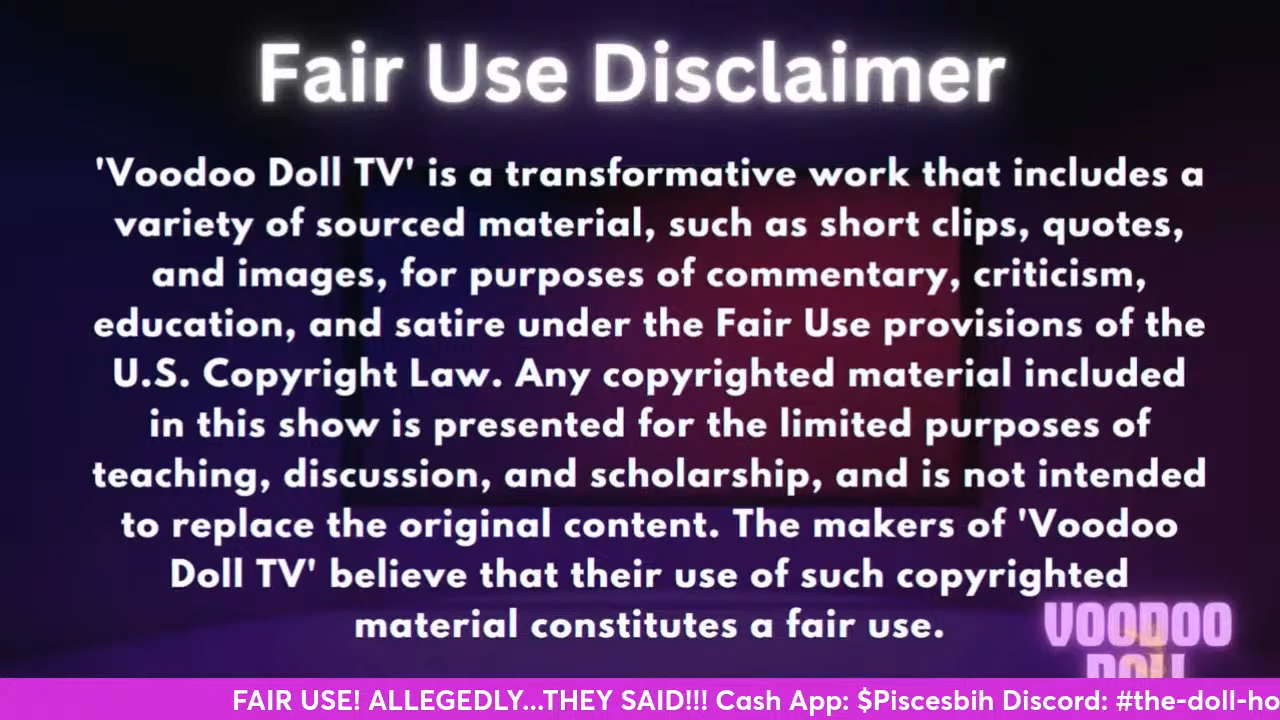 Fair Use Disclaimer
'Voodoo Doll TV' is a transformative work that includes a
variety of sourced material, such as short clips, quotes,
and images, for purposes of commentary, criticism,
education, and satire under the Fair Use provisions of the
U.S. Copyright Law. Any copyrighted material included
in this show is presented for the limited purposes of
teaching, discussion, and scholarship, and is not intended
to replace the original content. The makers of 'Voodoo
Doll TV' believe that their use of such copyrighted
material constitutes a fair use.
VOODOO
DOLL
FAIR USE! ALLEGEDLY...THEY SAID!!! Cash App: $Piscesbih Discord: #the-doll-ho